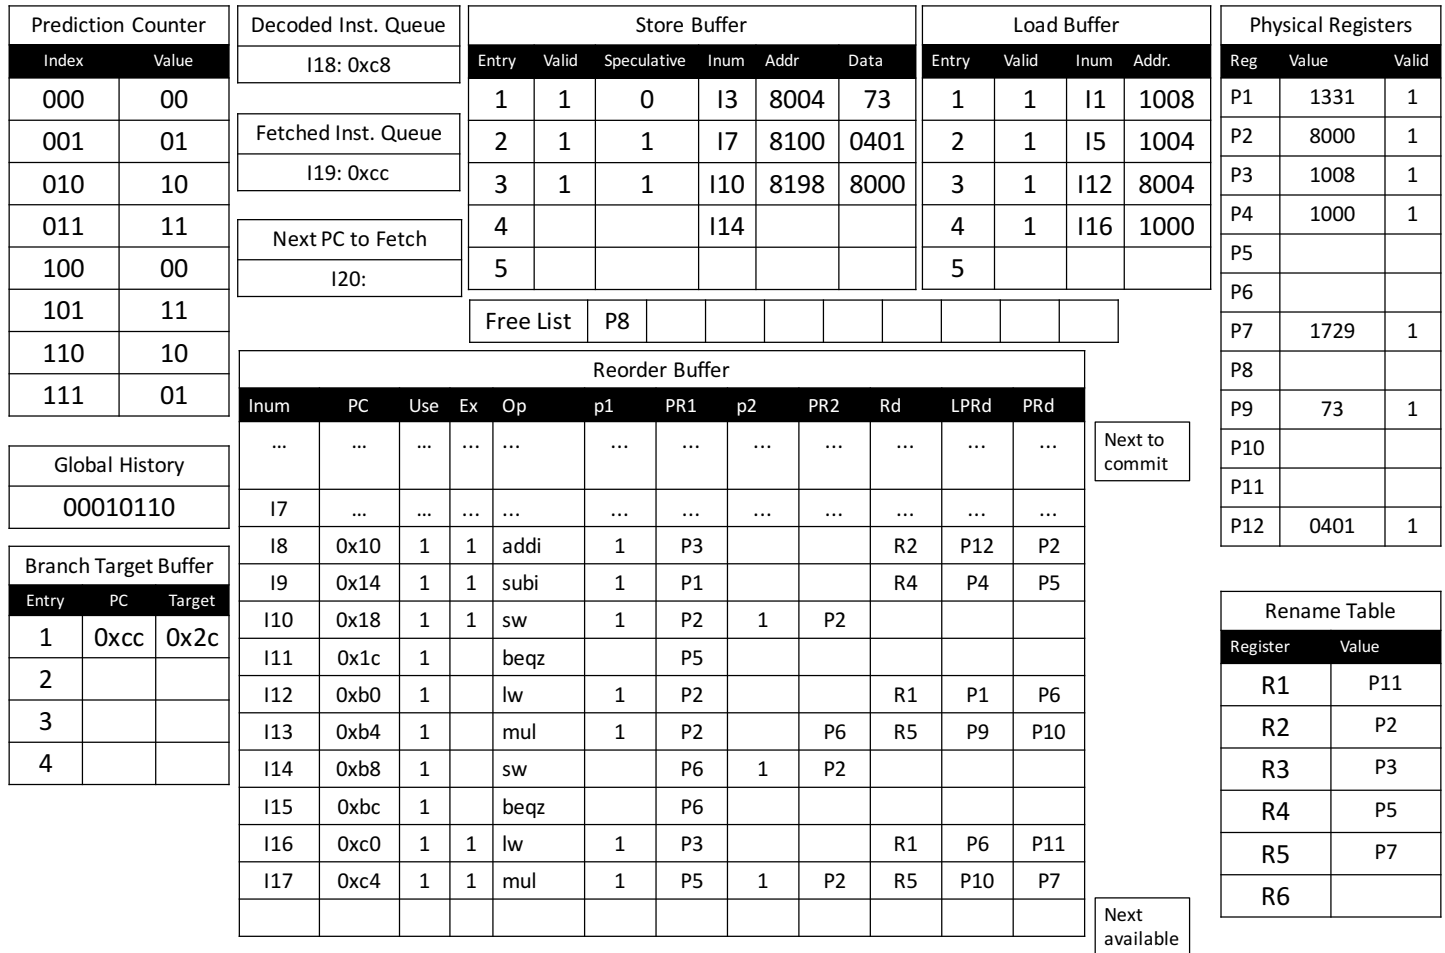 Prediction Counter
Index Value
000 00
001 01
010 10
011 11
100 00
101 11
110 10
111 01
Global History
00010110
Branch Target Buffer
Entry PC Target
1 0xcc 0x2c
2
3
4
Decoded Inst. Queue
I18: 0xc8
Fetched Inst. Queue
I19: 0xcc
Next PC to Fetch
I20:
Store Buffer
Entry Valid Speculative Inum Addr Data
1 1 0 I3 8004 73
2 1 1 I7 8100 0401
3 1 1 I10 8198 8000
4 I14
5
Load Buffer
Entry Valid Inum Addr.
1 1 I1 1008
2 1 I5 1004
3 1 I12 8004
4 1 I16 1000
5
Free List P8
Reorder Buffer
Inum PC Use Ex Op p1 PR1 p2 PR2 Rd LPRd PRd
... ... ... ... ... ... ... ... ... ... ... ...
I7 ... ... ... ... ... ... ... ... ... ... ...
I8 0x10 1 1 addi 1 P3 R2 P12 P2
I9 0x14 1 1 subi 1 P1 R4 P4 P5
I10 0x18 1 1 sw 1 P2 1 P2
I11 0x1c 1 beqz P5
I12 0xb0 1 lw 1 P2 R1 P1 P6
I13 0xb4 1 mul 1 P2 P6 R5 P9 P10
I14 0xb8 1 sw P6 1 P2
I15 0xbc 1 beqz P6
I16 0xc0 1 1 lw 1 P3 R1 P6 P11
I17 0xc4 1 1 mul 1 P5 1 P2 R5 P10 P7
Next to
commit
Next
available
Physical Registers
Reg Value Valid
P1 1331 1
P2 8000 1
P3 1008 1
P4 1000 1
P5
P6
P7 1729 1
P8
P9 73 1
P10
P11
P12 0401 1
Rename Table
Register Value
R1 P11
R2 P2
R3 P3
R4 P5
R5 P7
R6